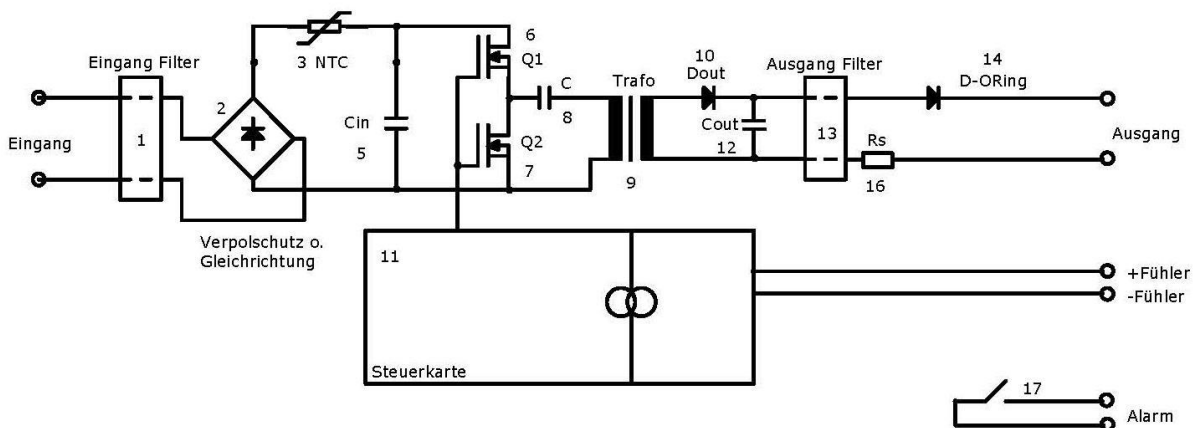 3 NTC
6
Q1
Eingang Filter
2
1
Eingang
Cin
5
C
8
Q2
7
Trafo
9
10
Dout
Cout
12
Ausgang Filter
13
14
D-ORing
Rs
16
Ausgang
Verpolschutz o.
Gleichrichtung
11
Steuerkarte
+Fühler
-Fühler
17
Alarm